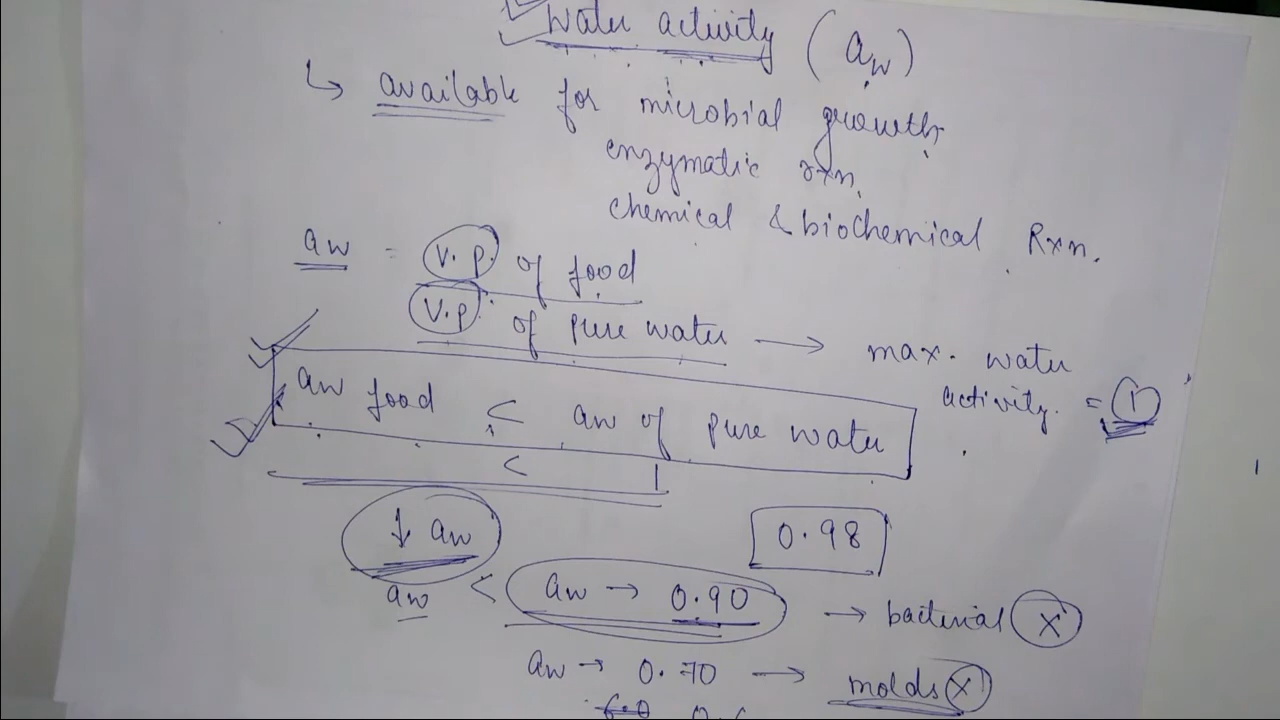 Water activity (aw)
↳ available for microbial growth
enzymatic rxn.
chemical & biochemical Rxn.
aw = V.P. of food
V.P. of pure water → max. water
activity. = 1
aw food < aw of pure water
< 1
↓ aw
0.98
aw < aw → 0.90 → bacterial X
aw → 0.70 → molds X